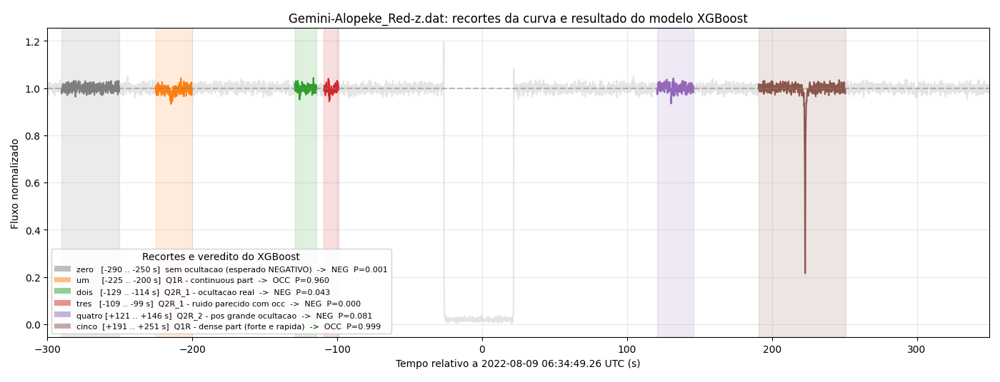 Gemini-Alopeke_Red-z.dat: recortes da curva e resultado do modelo XGBoost
Fluxo normalizado
1.2
1.0
0.8
0.6
0.4
0.2
0.0
Recortes e veredito do XGBoost
zero [-290 .. -250 s] sem ocultacao (esperado NEGATIVO) -> NEG P=0.001
um [-225 .. -200 s] Q1R - continuous part -> OCC P=0.960
dois [-129 .. -114 s] Q2R_1 - ocultacao real -> NEG P=0.043
tres [-109 .. -99 s] Q2R_1 - ruido parecido com occ -> NEG P=0.000
quatro [+121 .. +146 s] Q2R_2 - pos grande ocultacao -> NEG P=0.081
cinco [+191 .. +251 s] Q1R - dense part (forte e rapida) -> OCC P=0.999
−300 −200 −100 0 100 200 300
Tempo relativo a 2022-08-09 06:34:49.26 UTC (s)